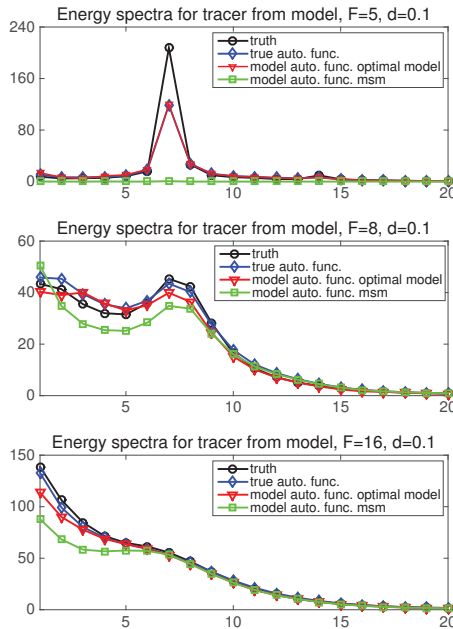 Energy spectra for tracer from model, F=5, d=0.1
240
160
80
0
truth
true auto. func.
model auto. func. optimal model
model auto. func. msm
5
10
15
20
Energy spectra for tracer from model, F=8, d=0.1
60
40
20
0
truth
true auto. func.
model auto. func. optimal model
model auto. func. msm
5
10
15
20
Energy spectra for tracer from model, F=16, d=0.1
150
100
50
0
truth
true auto. func.
model auto. func. optimal model
model auto. func. msm
5
10
15
20